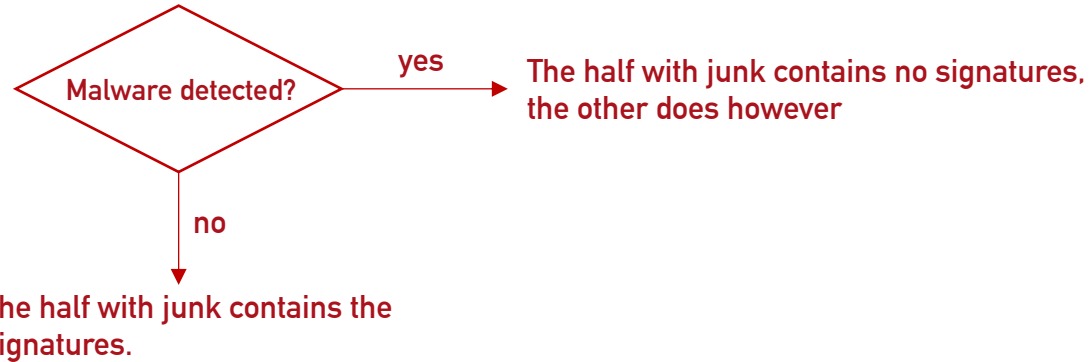 yes
Malware detected?
The half with junk contains no signatures,
the other does however
no
he half with junk contains the
ignatures.